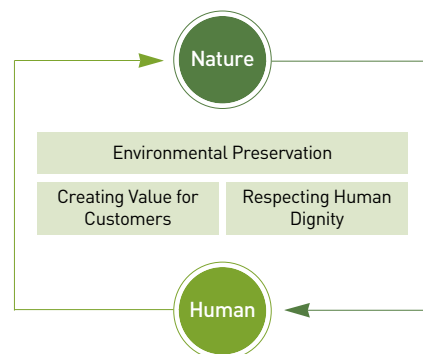 Nature
Environmental Preservation
Creating Value for
Customers
Respecting Human
Dignity
Human